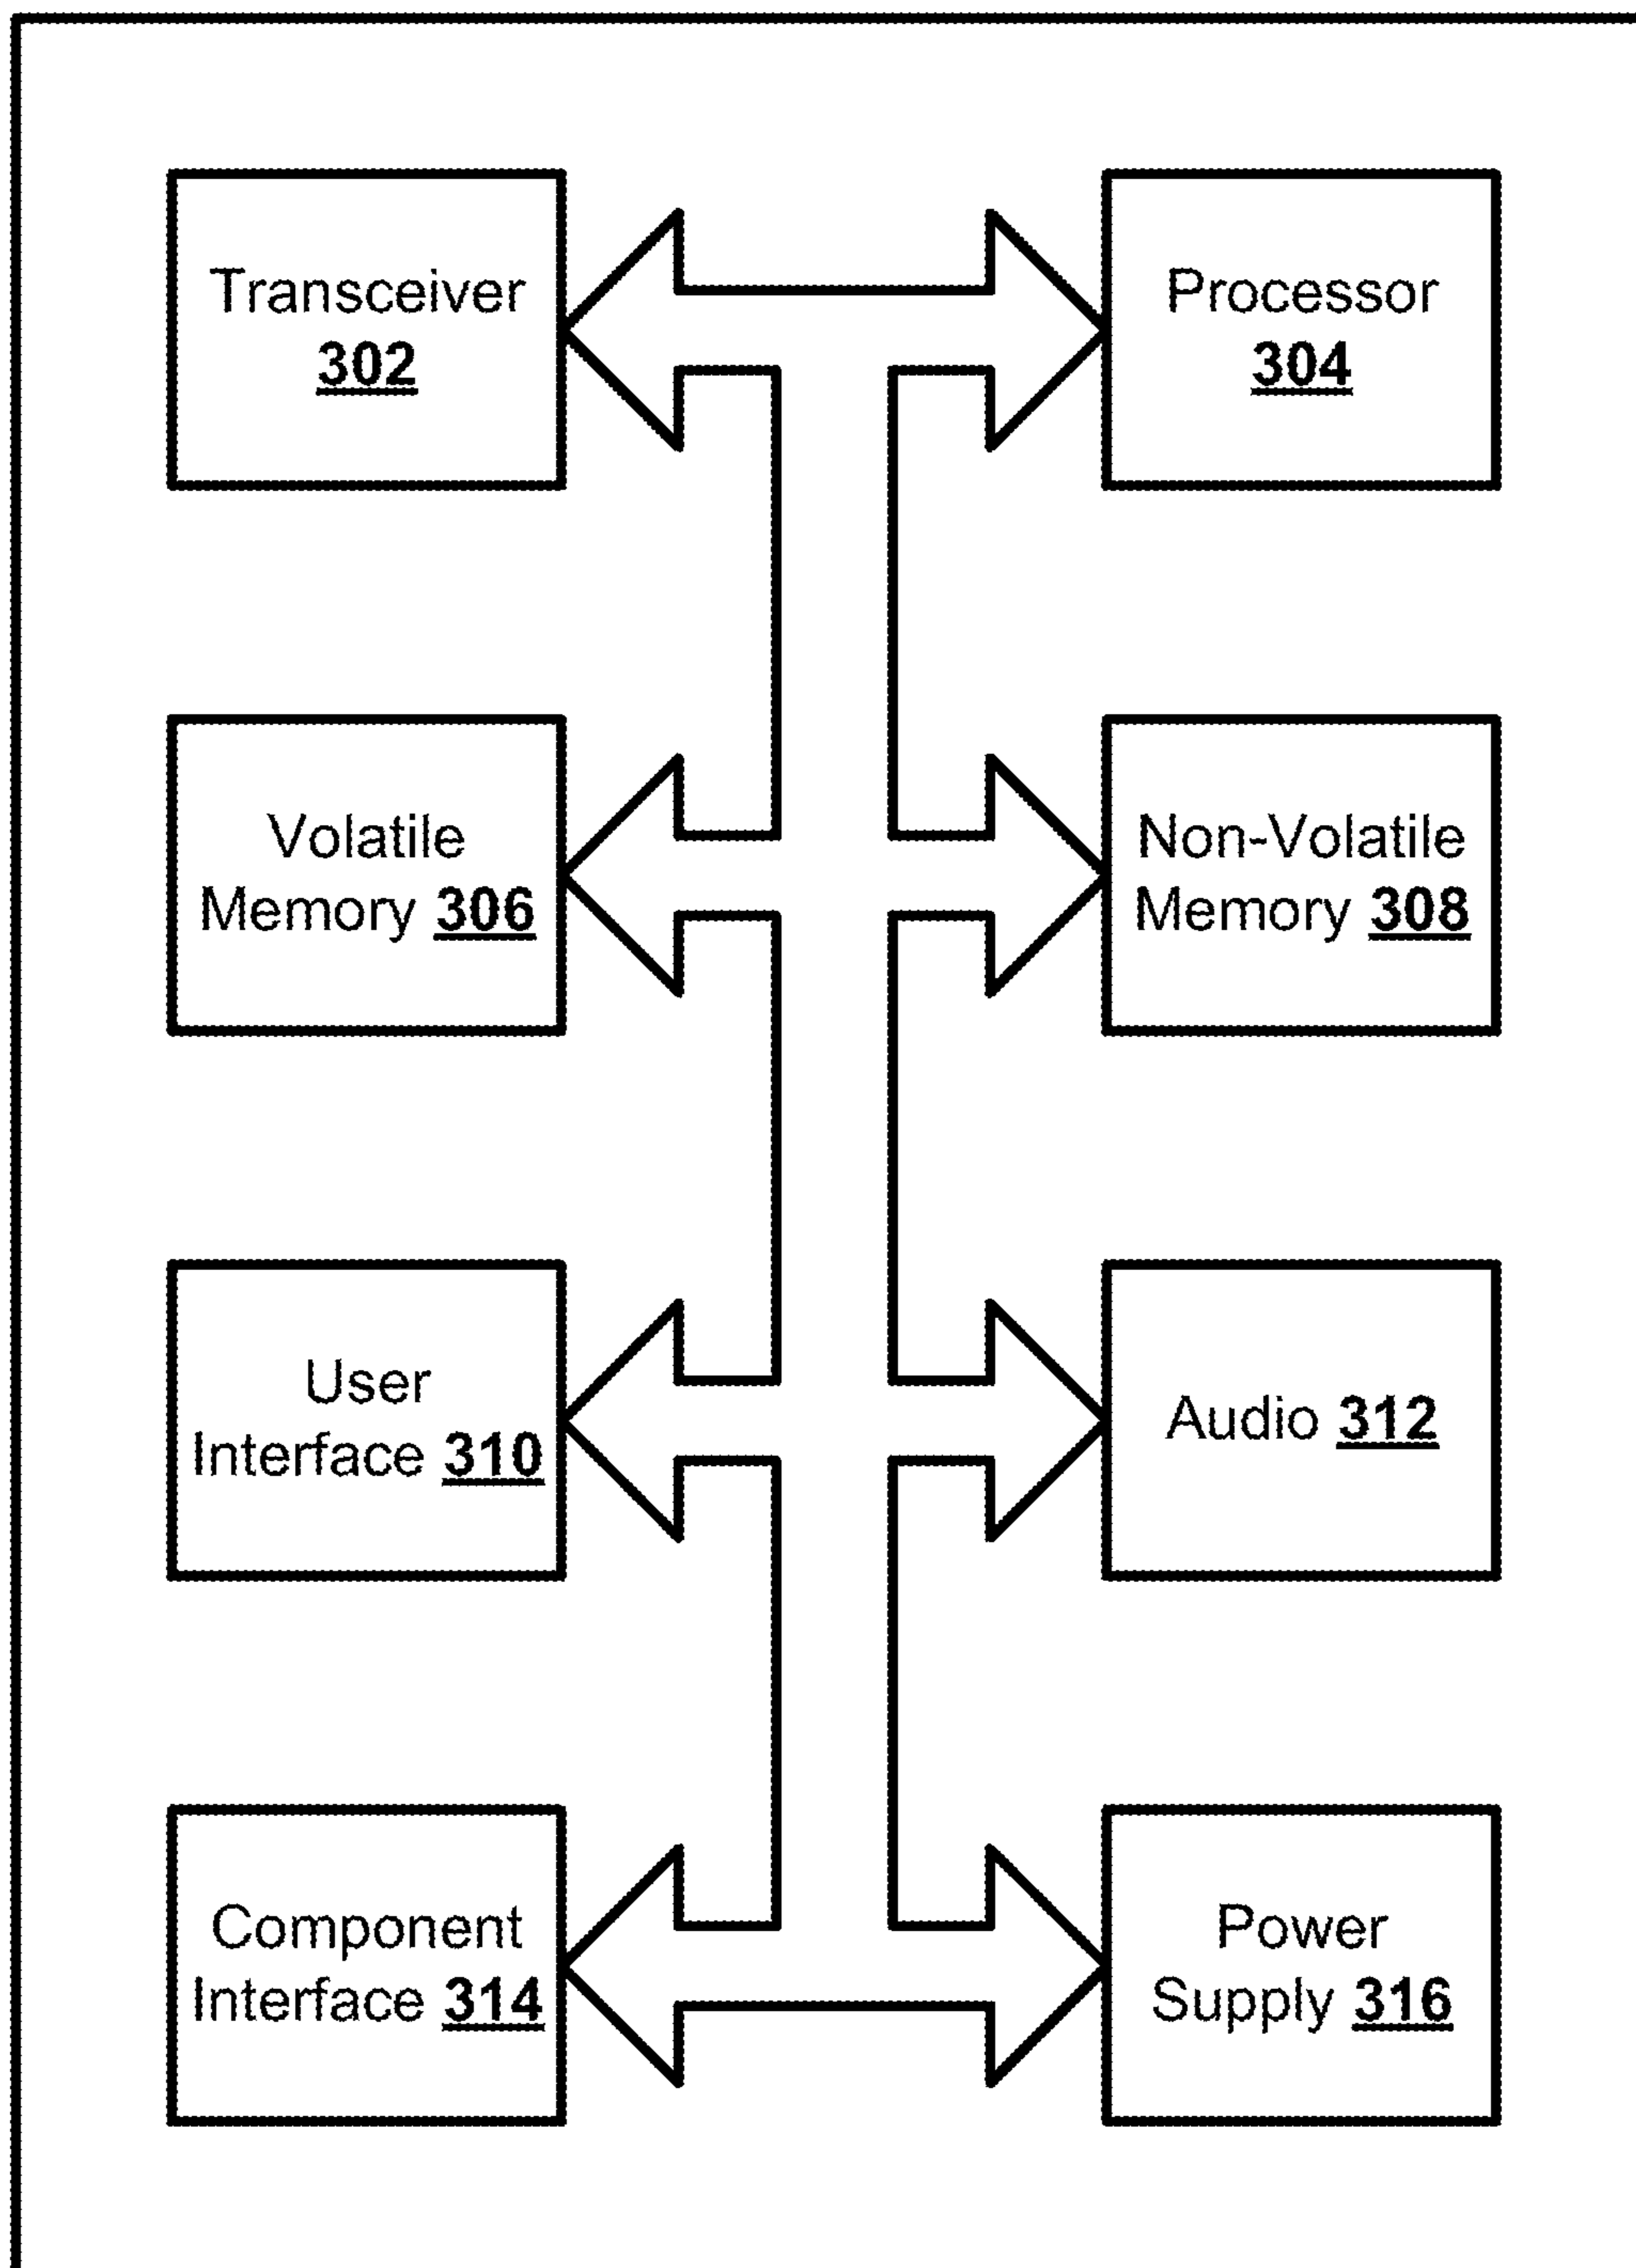 Transceiver
302
Processor
304
Volatile
Memory 306
Non-Volatile
Memory 308
User
Interface 310
Audio 312
Component
Interface 314
Power
Supply 316